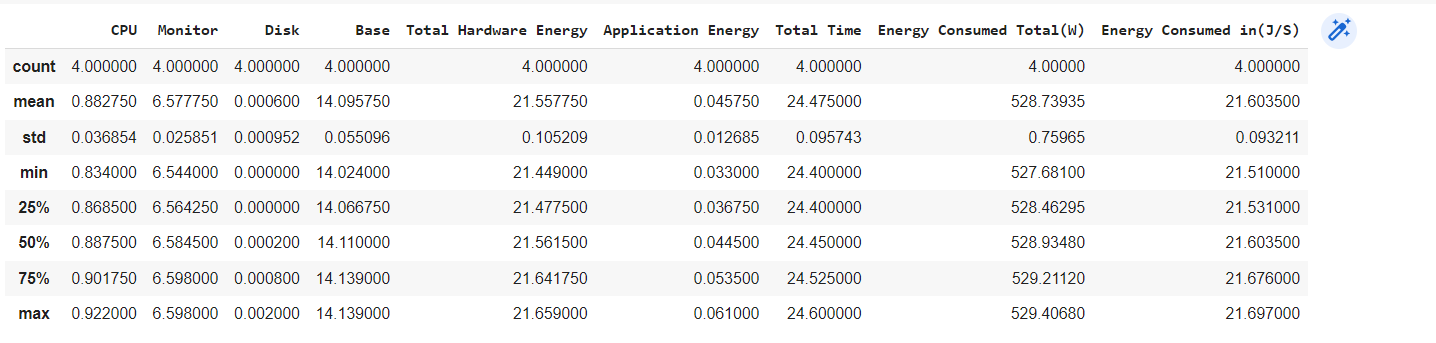 CPU Monitor Disk Base Total Hardware Energy Application Energy Total Time Energy Consumed Total(W) Energy Consumed in(J/S)
count 4.000000 4.000000 4.000000 4.000000 4.000000 4.000000 4.000000 4.00000 4.000000
mean 0.882750 6.577750 0.000600 14.095750 21.557750 0.045750 24.475000 528.73935 21.603500
std 0.036854 0.025851 0.000952 0.055096 0.105209 0.012685 0.095743 0.75965 0.093211
min 0.834000 6.544000 0.000000 14.024000 21.449000 0.033000 24.400000 527.68100 21.510000
25% 0.868500 6.564250 0.000000 14.066750 21.477500 0.036750 24.400000 528.46295 21.531000
50% 0.887500 6.584500 0.000200 14.110000 21.561500 0.044500 24.450000 528.93480 21.603500
75% 0.901750 6.598000 0.000800 14.139000 21.641750 0.053500 24.525000 529.21120 21.676000
max 0.922000 6.598000 0.002000 14.139000 21.659000 0.061000 24.600000 529.40680 21.697000